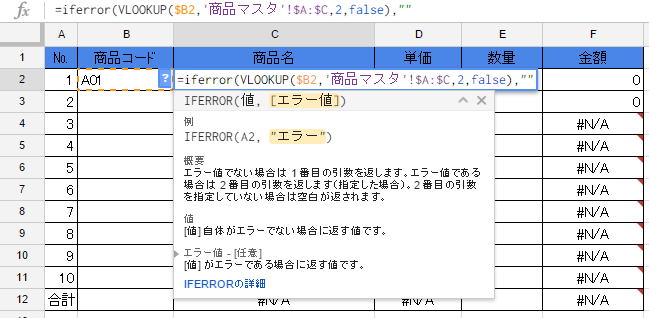 fx =iferror(VLOOKUP($B2,'商品マスタ'!$A:$C,2,false),""
A B C D E F
1 No. 商品コード 商品名 単価 数量 金額
2 1 A01 ? =iferror(VLOOKUP($B2,'商品マスタ'!$A:$C,2,false),"" 0
3 2 0
IFERROR(値, [エラー値])
例
4 3 #N/A
IFERROR(A2, "エラー")
5 4 #N/A
概要
6 5 #N/A
エラー値でない場合は 1 番目の引数を返します。エラー値である
場合は 2 番目の引数を返します(指定した場合)。2 番目の引数
を指定していない場合は空白が返されます。
7 6 #N/A
8 7 #N/A
値
9 8 #N/A
[値] 自体がエラーでない場合に返す値です。
10 9 #N/A
エラー値 - [任意]
[値] がエラーである場合に返す値です。
11 10 #N/A
IFERRORの詳細
12 合計 #N/A #N/A #N/A